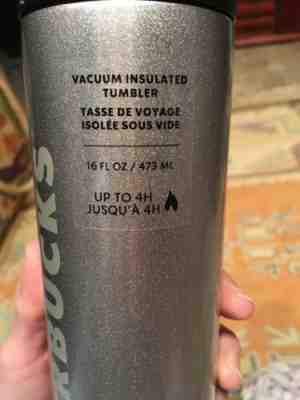 VACUUM INSULATED
TUMBLER
TASSE DE VOYAGE
ISOLÉE SOUS VIDE
16 FL OZ / 473 ML
UP TO 4H
JUSQU'À 4H
RBUCKS